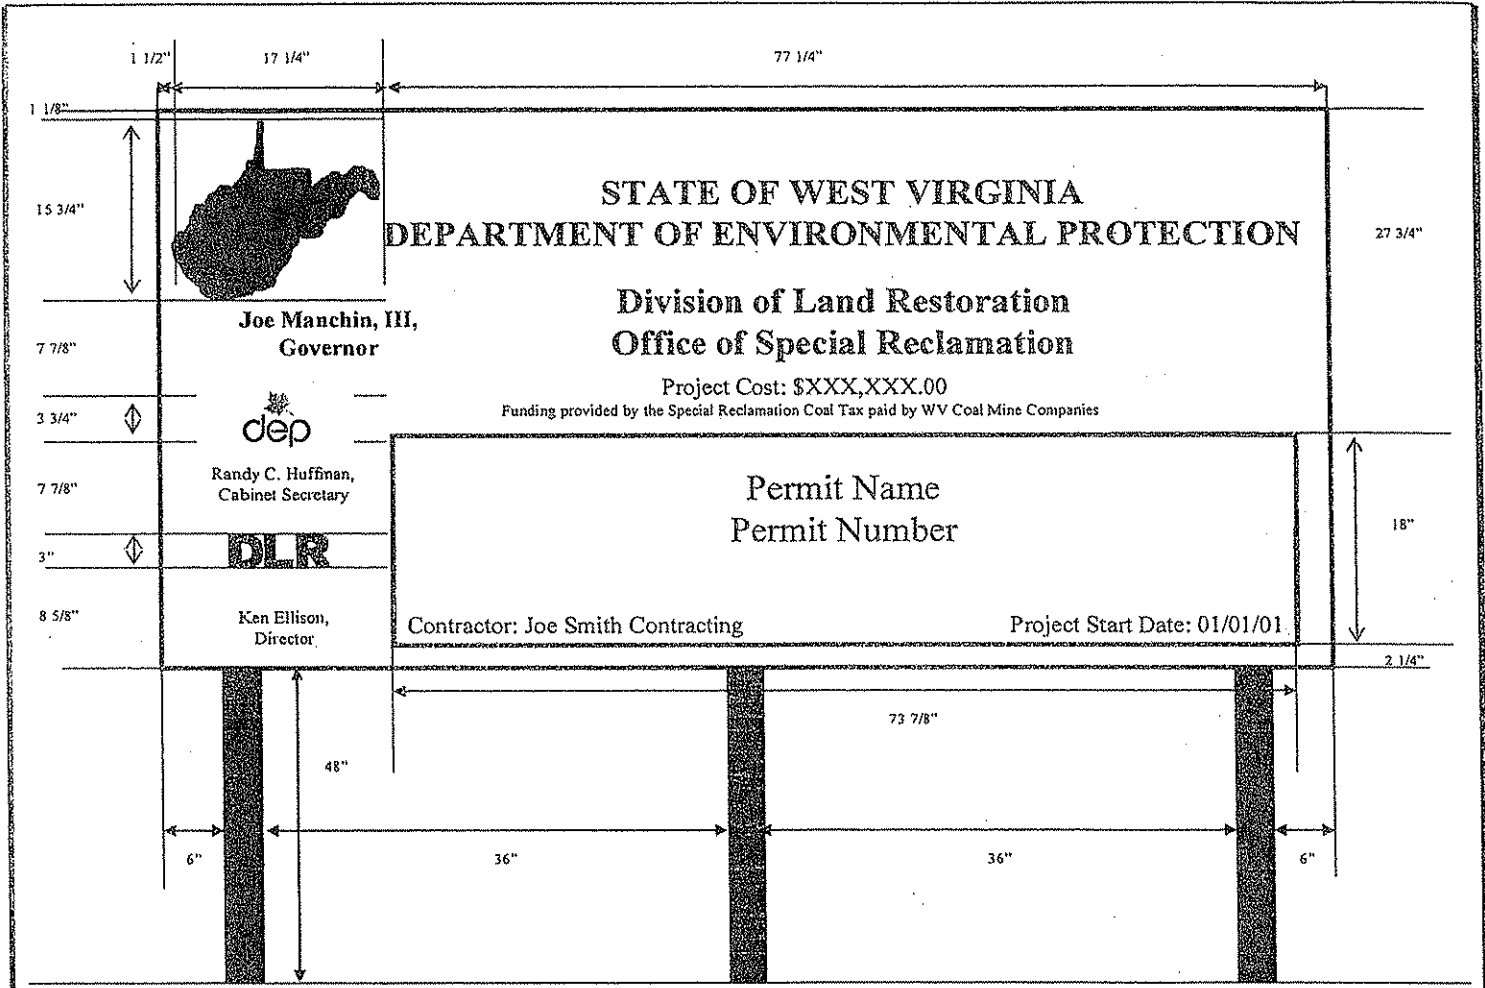 1 1/2" 17 1/4" 77 1/4"
1 1/8"
15 3/4"
STATE OF WEST VIRGINIA
DEPARTMENT OF ENVIRONMENTAL PROTECTION
27 3/4"
Division of Land Restoration
Office of Special Reclamation
Joe Manchin, III,
Governor
7 7/8"
Project Cost: $XXX,XXX.00
Funding provided by the Special Reclamation Coal Tax paid by WV Coal Mine Companies
3 3/4"
dep
Randy C. Huffman,
Cabinet Secretary
7 7/8"
Permit Name
Permit Number
18"
DLR
3"
8 5/8"
Ken Ellison,
Director
Contractor: Joe Smith Contracting Project Start Date: 01/01/01
2 1/4"
73 7/8"
48"
6" 36" 36" 6"